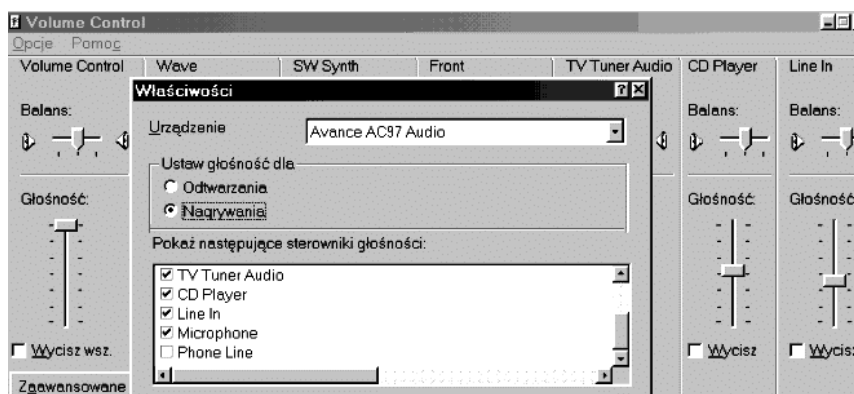 Volume Control
Opcje Pomoc
Volume Control Wave SW Synth Front TV Tuner Audio CD Player Line In
Właściwości
Balans: Balans: Balans:
Urządzenie Avance AC97 Audio
Ustaw głośność dla
Odtwarzania
Głośność: Głośność: Głośność
Nagrywania
Pokaż następujące sterowniki głośności:
TV Tuner Audio
CD Player
Line In
Microphone
Phone Line
Wycisz wsz. Wycisz Wycisz
Zaawansowane